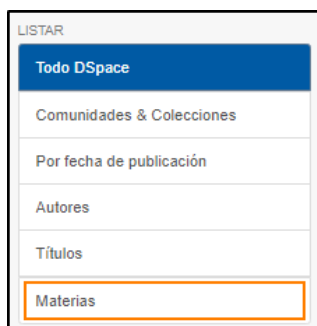 LISTAR
Todo DSpace
Comunidades & Colecciones
Por fecha de publicación
Autores
Títulos
Materias